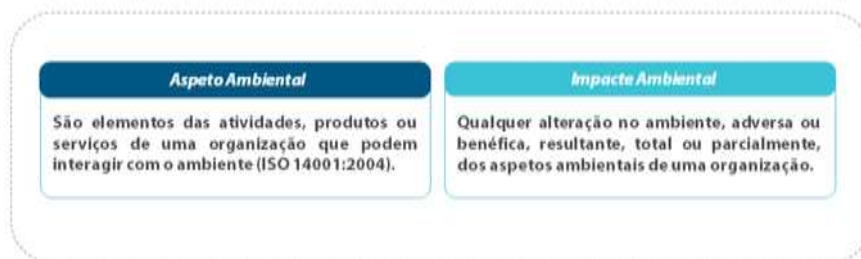 Aspeto Ambiental
São elementos das atividades, produtos ou
serviços de uma organização que podem
interagir com o ambiente (ISO 14001:2004).
Impacte Ambiental
Qualquer alteração no ambiente, adversa ou
benéfica, resultante, total ou parcialmente,
dos aspetos ambientais de uma organização.